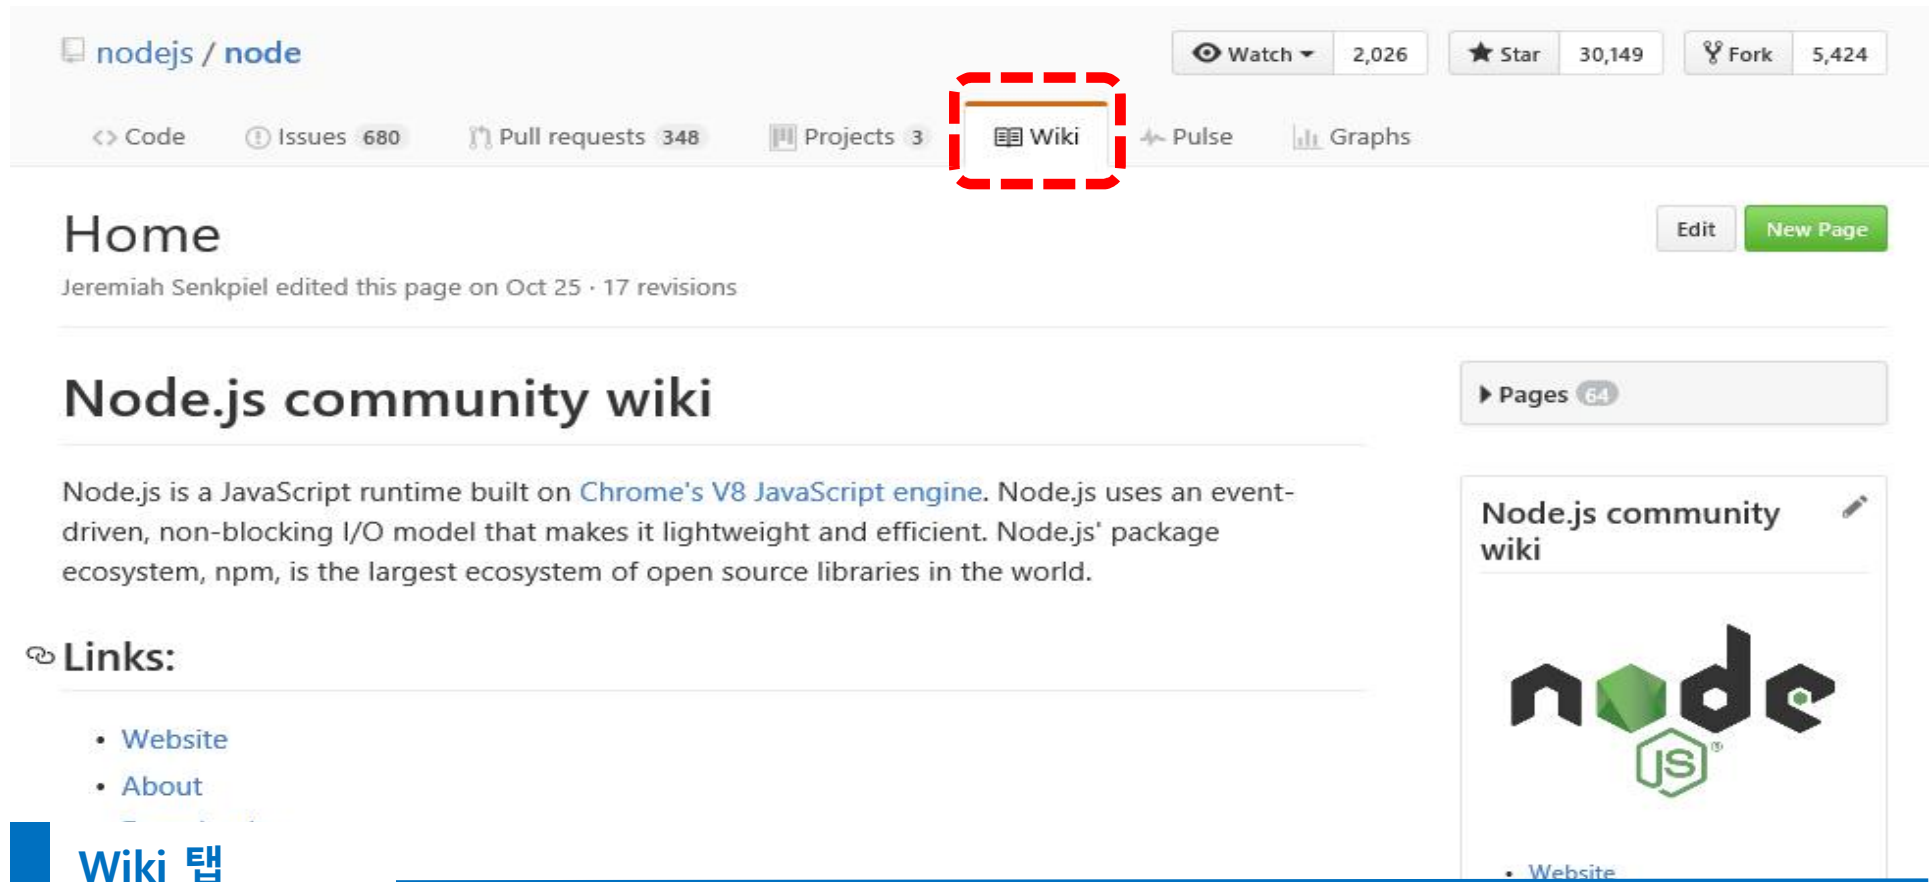 nodejs / node
Watch 2,026 Star 30,149 Fork 5,424
Code Issues 680 Pull requests 348 Projects 3 Wiki Pulse Graphs
Home
Edit New Page
Jeremiah Senkpiel edited this page on Oct 25 · 17 revisions
Node.js community wiki
Node.js is a JavaScript runtime built on Chrome's V8 JavaScript engine. Node.js uses an event-
driven, non-blocking I/O model that makes it lightweight and efficient. Node.js' package
ecosystem, npm, is the largest ecosystem of open source libraries in the world.
Links:
• Website
• About
Pages 64
Node.js community
wiki
node
JS®
• Website
Wiki 탭